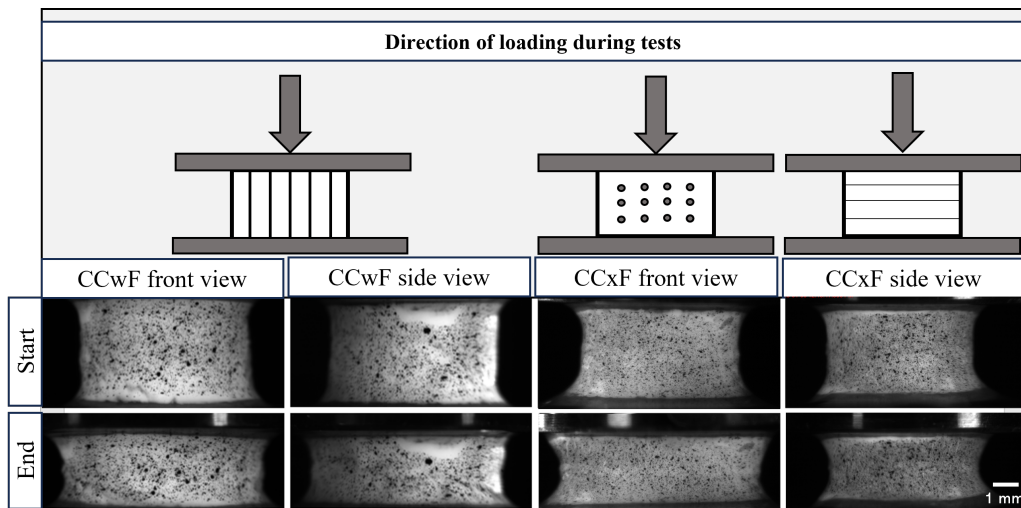 Direction of loading during tests
CCwF front view
CCwF side view
CCxF front view
CCxF side view
Start
End
1 mm